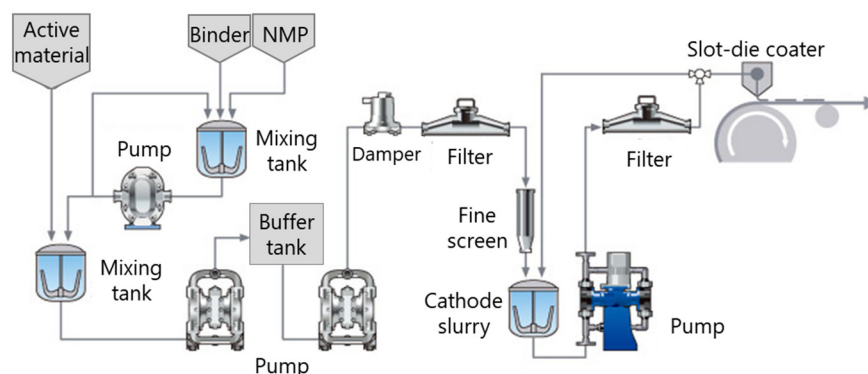 Active
material
Binder
NMP
Slot-die coater
Pump
Mixing
tank
Damper
Filter
Filter
Buffer
tank
Fine
screen
Mixing
tank
Cathode
slurry
Pump
Pump